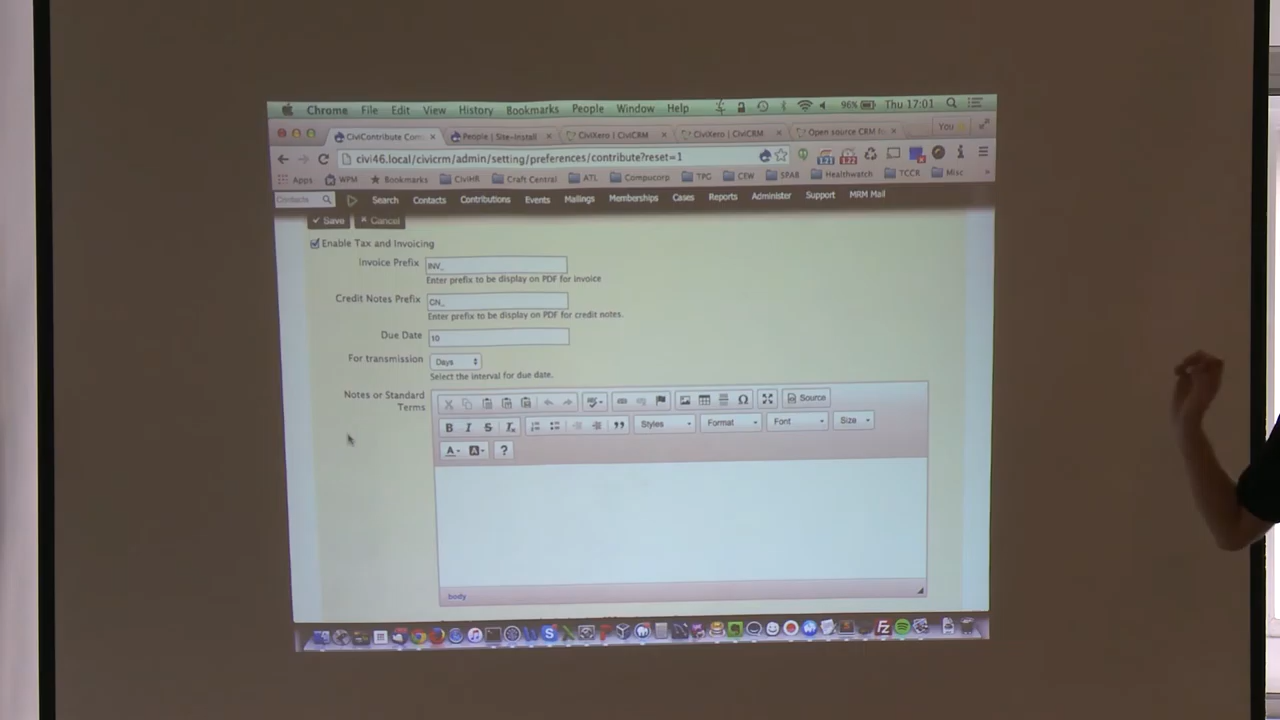 Chrome File Edit View History Bookmarks People Window Help 96% Thu 17:01
CiviContribute Com × People | Site-Install × CiviXero | CiviCRM × CiviXero | CiviCRM × Open source CRM × You
civi46.local/civicrm/admin/setting/preferences/contribute?reset=1
Apps WPM Bookmarks CiviHR Craft Central ATL Compucorp TPG CEW SPAB Healthwatch TCCR Misc »
Contacts Search Contacts Contributions Events Mailings Memberships Cases Reports Administer Support MRM Mail
Save × Cancel
Enable Tax and Invoicing
Invoice Prefix INV_
Enter prefix to be display on PDF for invoice
Credit Notes Prefix CN_
Enter prefix to be display on PDF for credit notes.
Due Date 10
For transmission Days
Select the interval for due date.
Notes or Standard
Terms
Source
B I S Tx Styles Format Font Size
A A ?
body